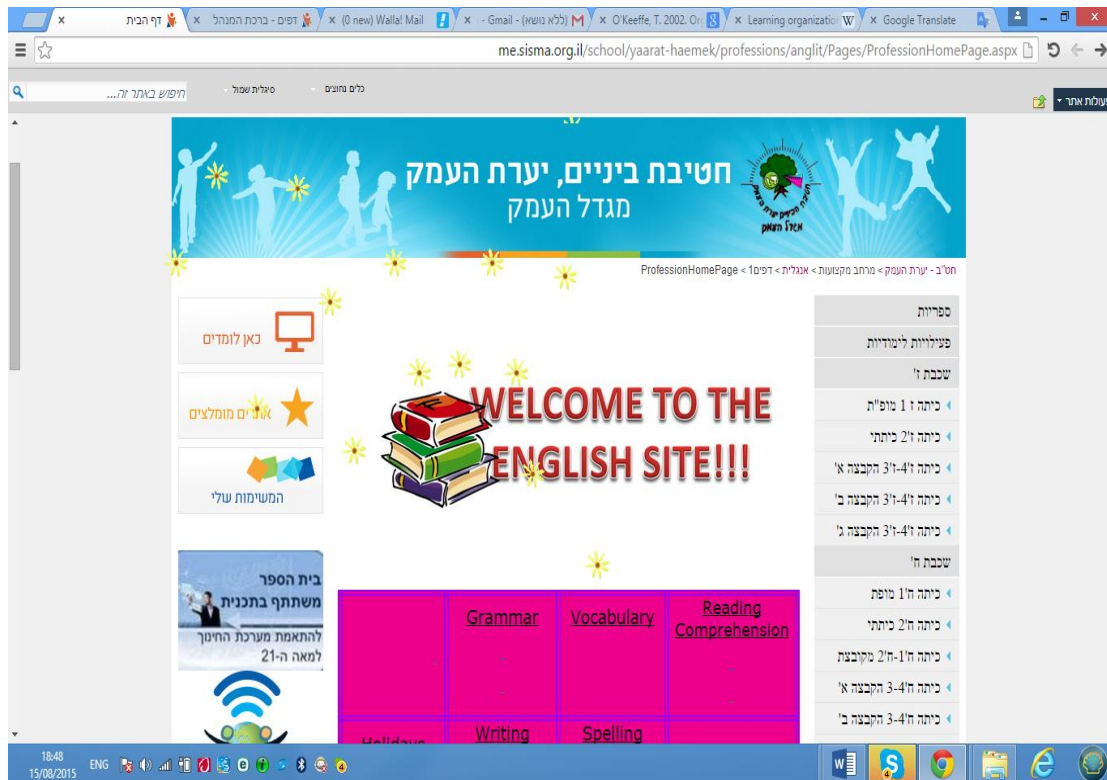 דף הבית
דפים - ברכת המנהל
(0 new) Walla! Mail
(ללא נושא) - Gmail -
O'Keeffe, T. 2002. Or
Learning organizatio
Google Translate
me.sisma.org.il/school/yaarat-haemek/professions/anglit/Pages/ProfessionHomePage.aspx
חיפוש באתר זה...
סיגלית שמול
כלים נחוצים
עולות אתר
חטיבת ביניים, יערת העמק
מגדל העמק
חט"ב - יערת העמק > מרחב מקצועות > אנגלית > דפים1 > ProfessionHomePage
ספריות
פעילויות לימודיות
שכבת ז'
כיתה ז 1 מופ"ת
כיתה ז'2 כיתתי
כיתה ז'4-ז'3 הקבצה א'
כיתה ז'4-ז'3 הקבצה ב'
כיתה ז'4-ז'3 הקבצה ג'
שכבת ח'
כיתה ח'1 מופת
כיתה ח'2 כיתתי
כיתה ח'1-ח'2 מקובצת
כיתה ח'3-4 הקבצה א'
כיתה ח'3-4 הקבצה ב'
WELCOME TO THE
ENGLISH SITE!!!
כאן לומדים
אתרים מומלצים
המשימות שלי
בית הספר
משתתף בתכנית
להתאמת מערכת החינוך
למאה ה-21
Grammar
Vocabulary
Reading
Comprehension
Holidays
Writing
Spelling
18:48
15/08/2015
ENG